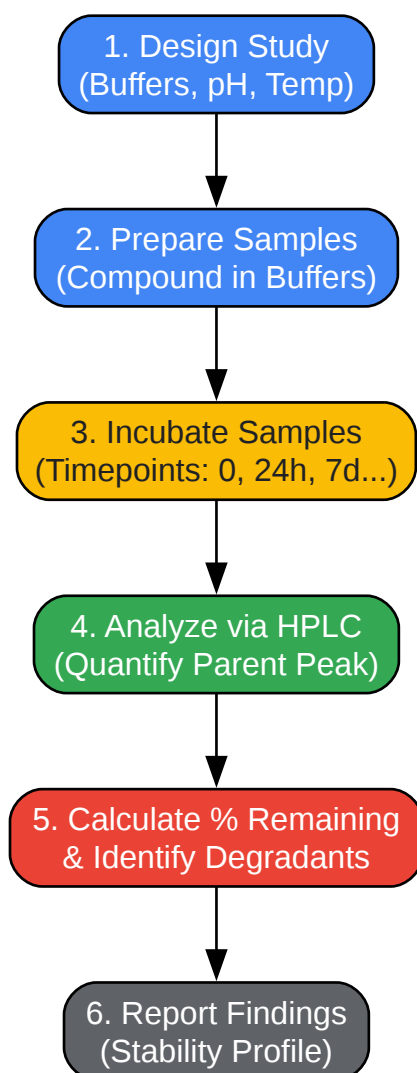 1. Design Study
(Buffers, pH, Temp)
2. Prepare Samples
(Compound in Buffers)
3. Incubate Samples
(Timepoints: 0, 24h, 7d...)
4. Analyze via HPLC
(Quantify Parent Peak)
5. Calculate % Remaining
& Identify Degradants
6. Report Findings
(Stability Profile)